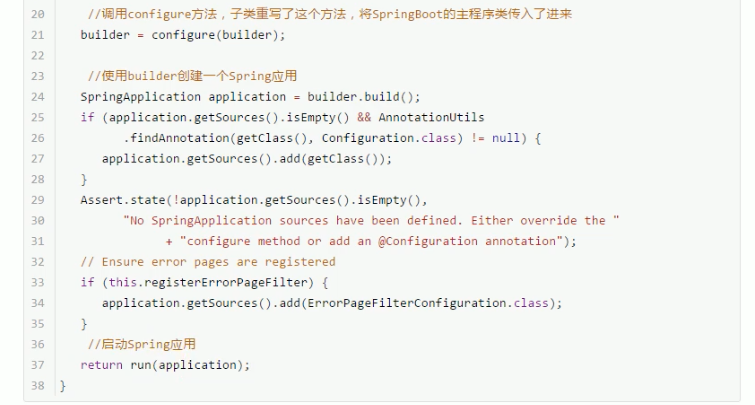 20 //调用configure方法，子类重写了这个方法，将SpringBoot的主程序类传入了进来
21 builder = configure(builder);
22
23 //使用builder创建一个Spring应用
24 SpringApplication application = builder.build();
25 if (application.getSources().isEmpty() && AnnotationUtils
26 .findAnnotation(getClass(), Configuration.class) != null) {
27 application.getSources().add(getClass());
28 }
29 Assert.state(!application.getSources().isEmpty(),
30 "No SpringApplication sources have been defined. Either override the "
31 + "configure method or add an @Configuration annotation");
32 // Ensure error pages are registered
33 if (this.registerErrorPageFilter) {
34 application.getSources().add(ErrorPageFilterConfiguration.class);
35 }
36 //启动Spring应用
37 return run(application);
38 }